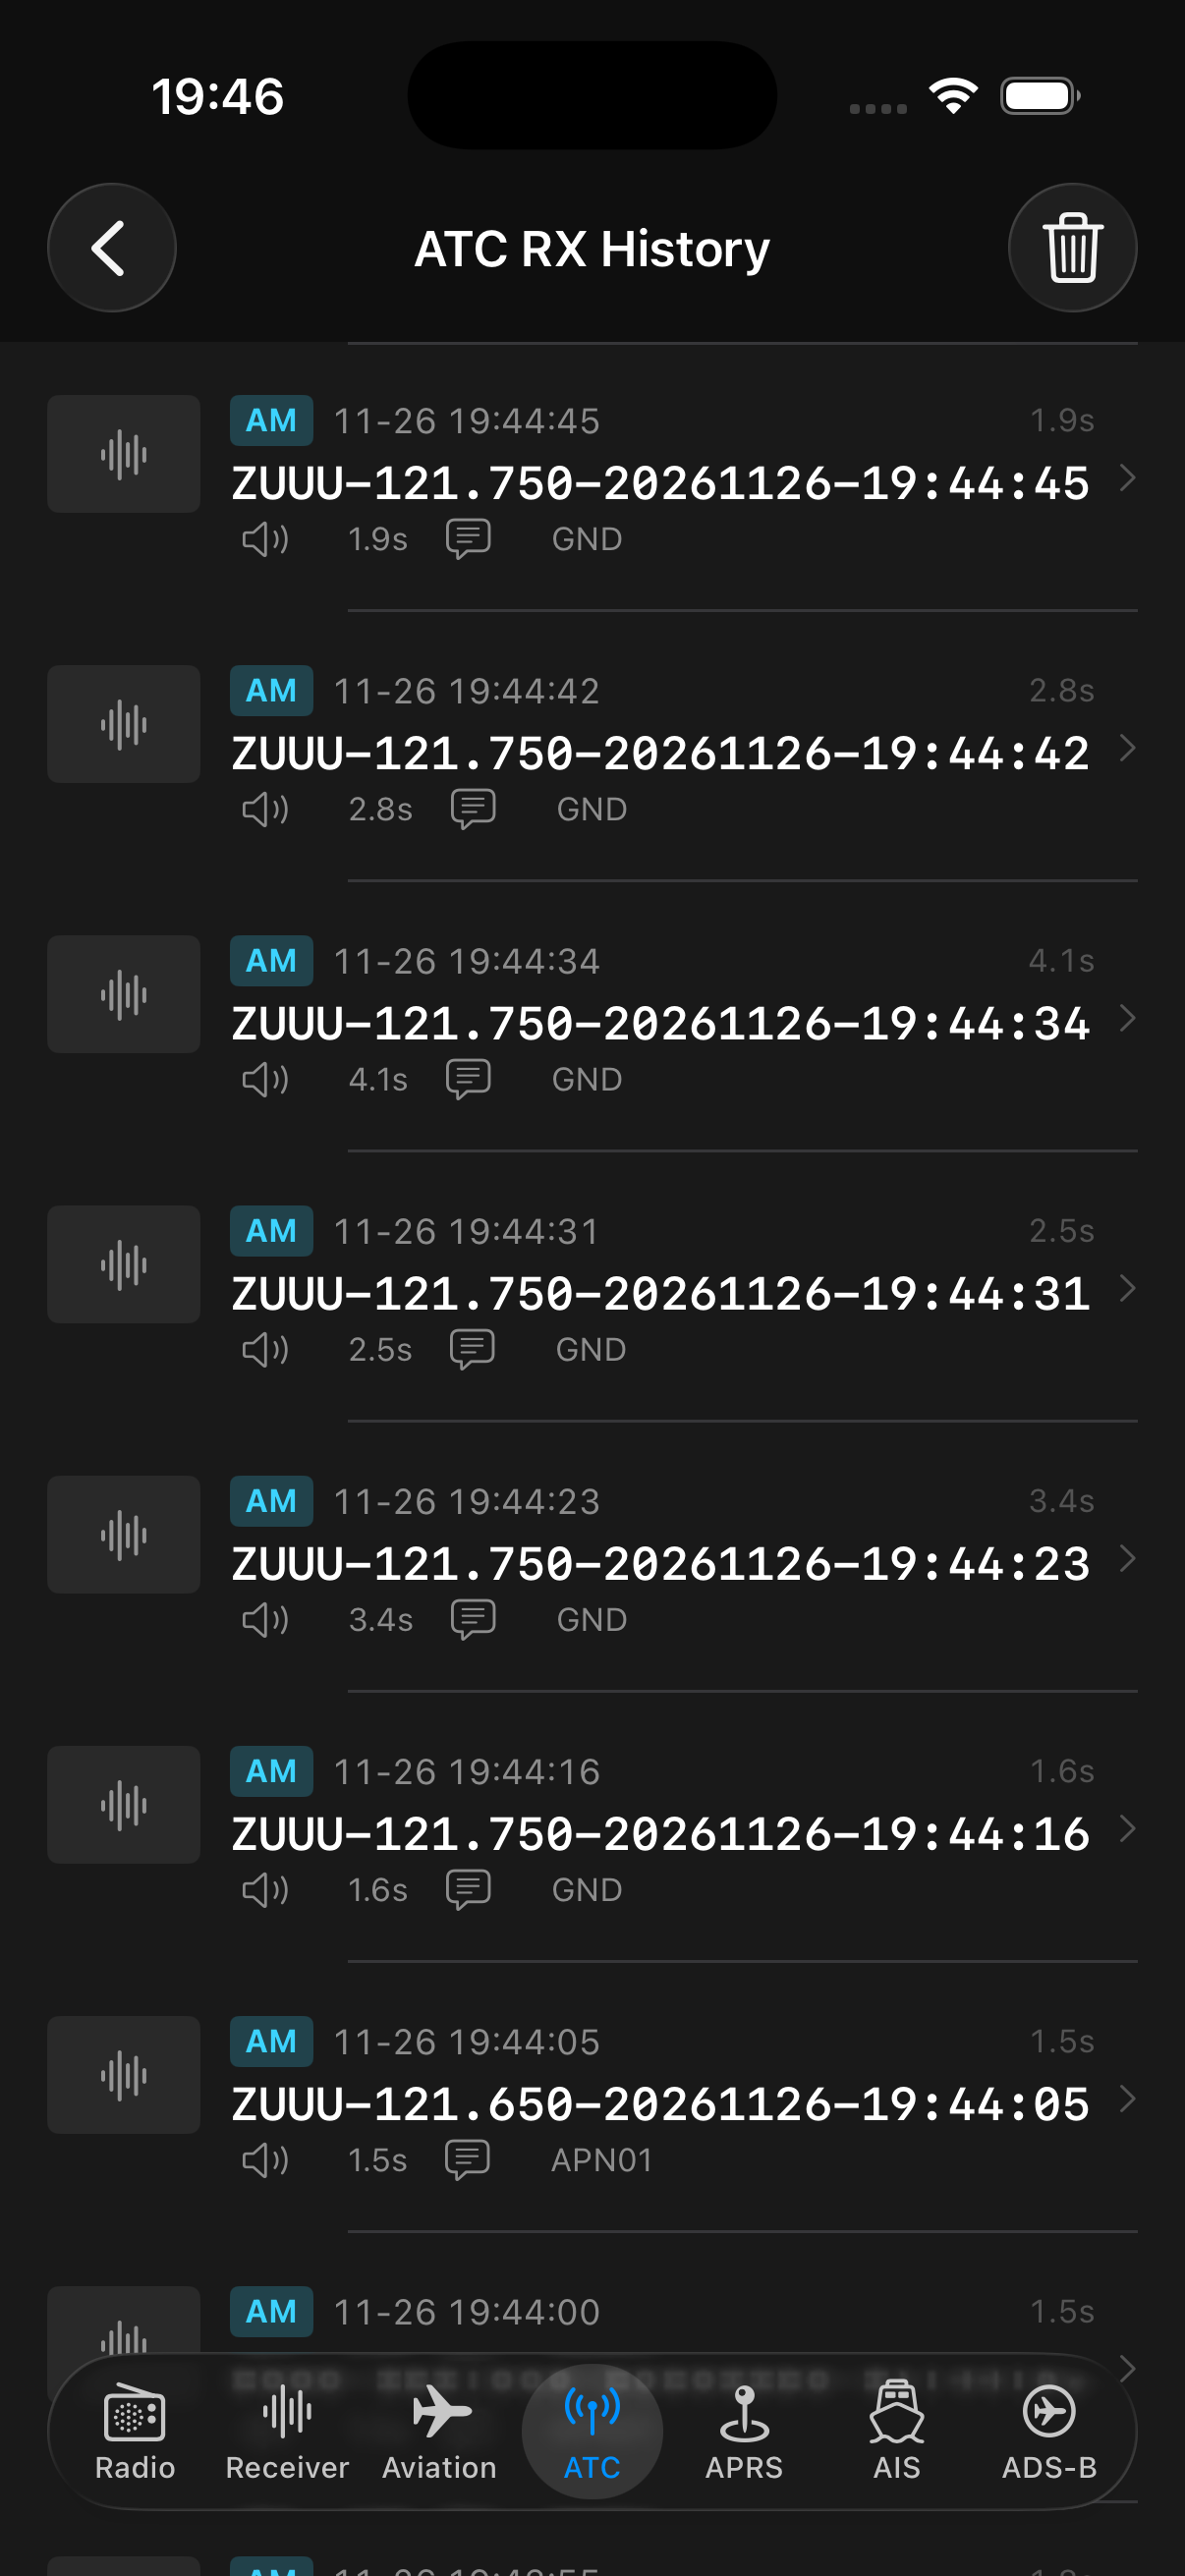 19:46
ATC RX History
AM 11-26 19:44:45 1.9s
ZUUU-121.750-20261126-19:44:45
1.9s GND
AM 11-26 19:44:42 2.8s
ZUUU-121.750-20261126-19:44:42
2.8s GND
AM 11-26 19:44:34 4.1s
ZUUU-121.750-20261126-19:44:34
4.1s GND
AM 11-26 19:44:31 2.5s
ZUUU-121.750-20261126-19:44:31
2.5s GND
AM 11-26 19:44:23 3.4s
ZUUU-121.750-20261126-19:44:23
3.4s GND
AM 11-26 19:44:16 1.6s
ZUUU-121.750-20261126-19:44:16
1.6s GND
AM 11-26 19:44:05 1.5s
ZUUU-121.650-20261126-19:44:05
1.5s APN01
AM 11-26 19:44:00 1.5s
Radio Receiver Aviation ATC APRS AIS ADS-B